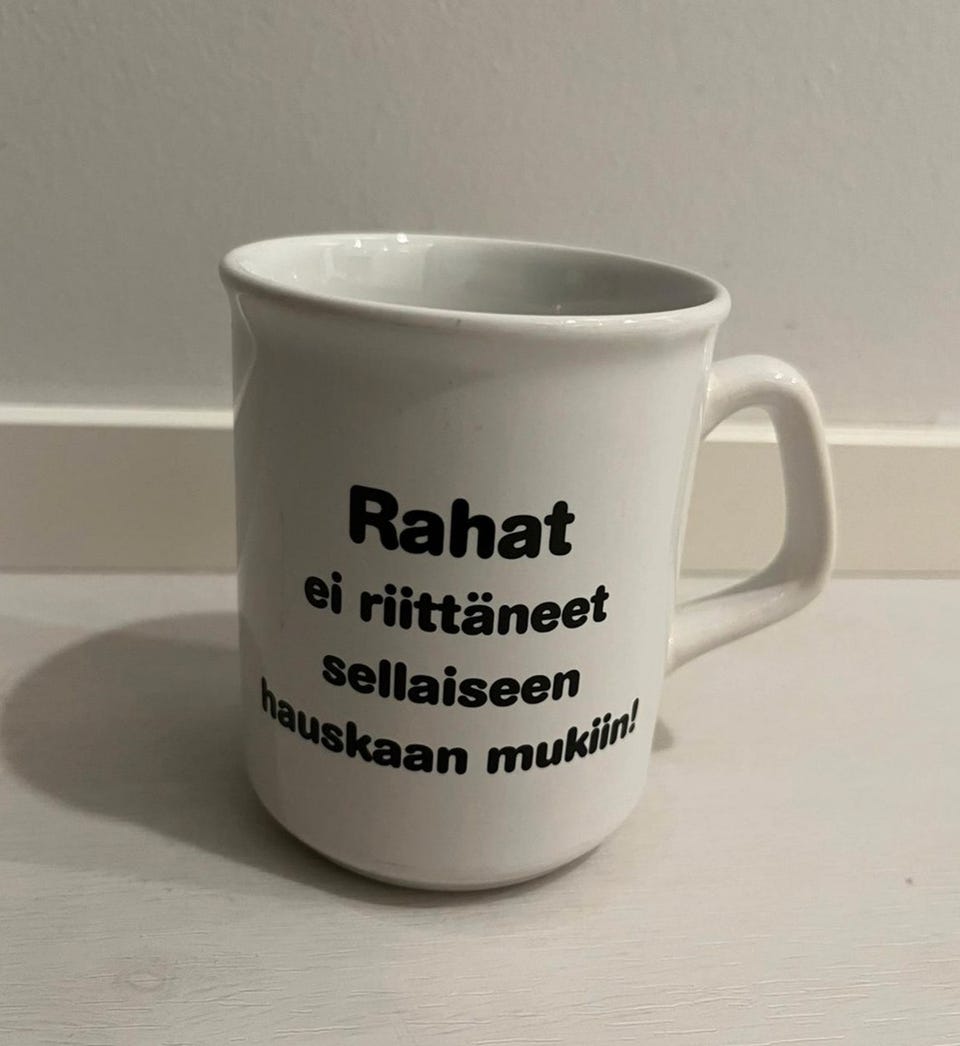 Rahat
ei riittäneet
sellaiseen
hauskaan mukiin!